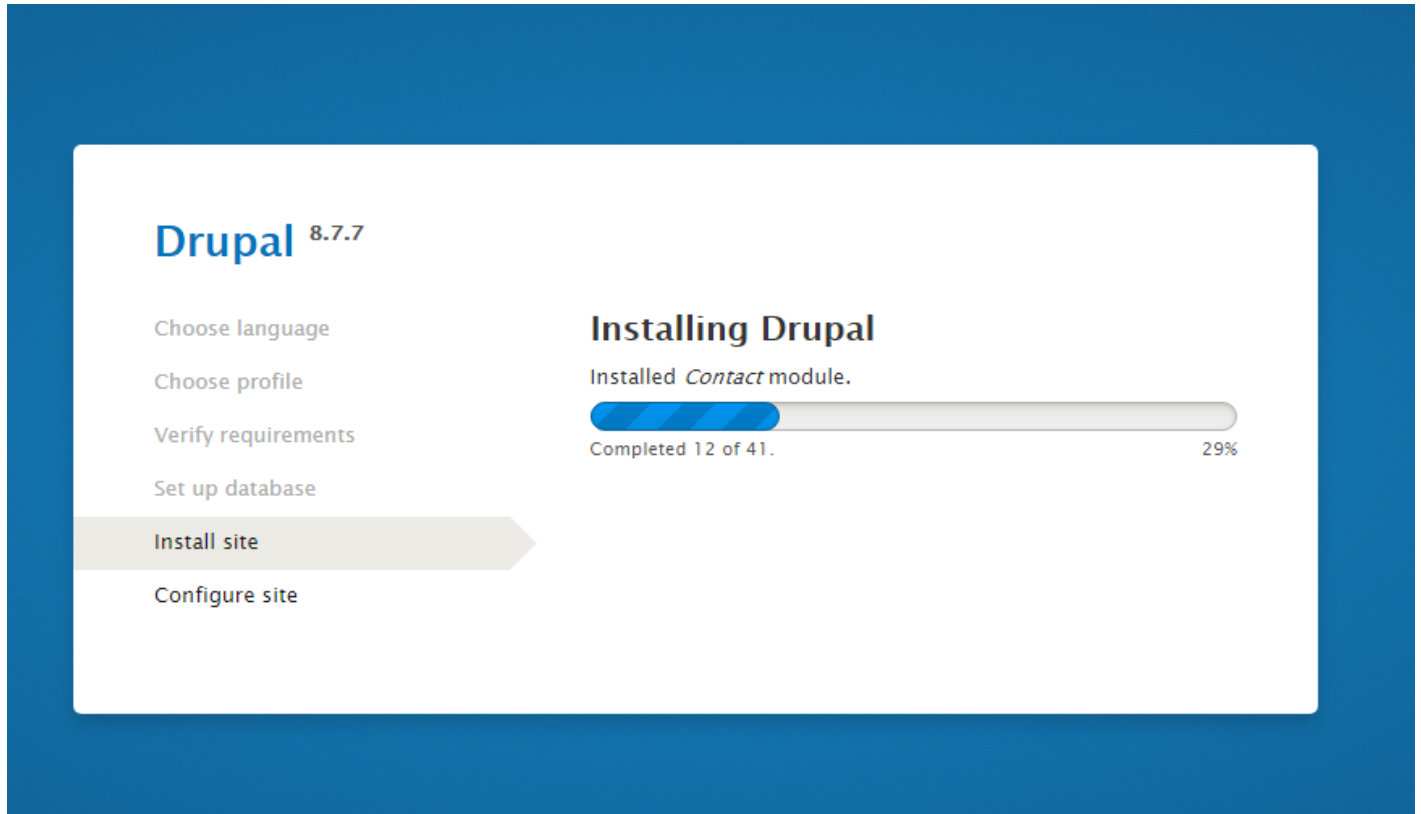 Drupal 8.7.7
Choose language
Choose profile
Verify requirements
Set up database
Install site
Configure site
Installing Drupal
Installed Contact module.
Completed 12 of 41.
29%